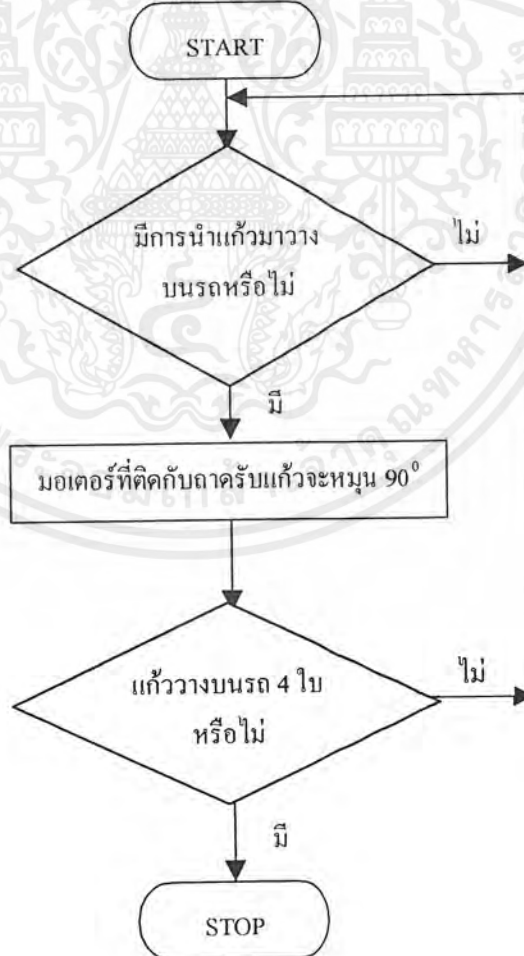 START
มีการนำแก้วมาวาง
บนรถหรือไม่
ไม่
มี
มอเตอร์ที่ติดกับถาดรับแก้วจะหมุน 90⁰
แก้ววางบนรถ 4 ใบ
หรือไม่
ไม่
มี
STOP